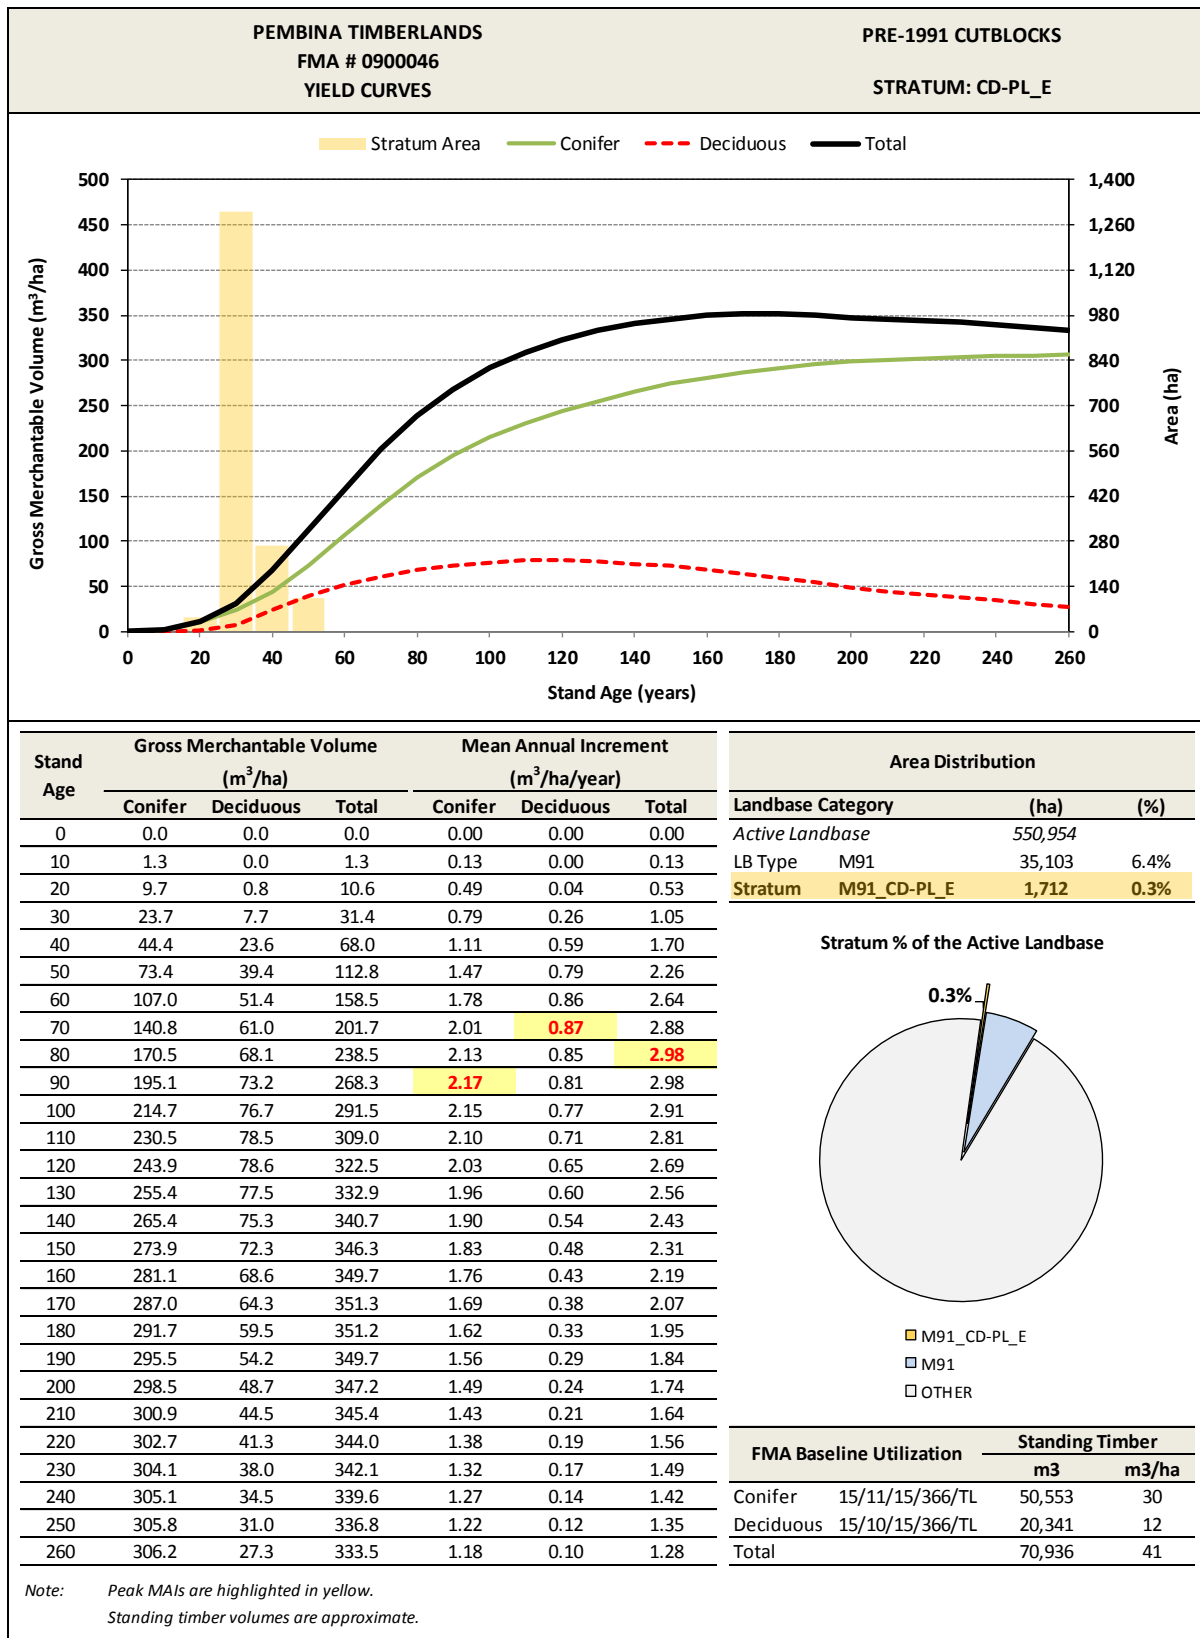 PEMBINA TIMBERLANDS
FMA # 0900046
YIELD CURVES
PRE-1991 CUTBLOCKS
STRATUM: CD-PL_E
Stratum Area Conifer Deciduous Total
Gross Merchantable Volume (m³/ha)
500
450
400
350
300
250
200
150
100
50
0
1,400
1,260
1,120
980
840
700
560
420
280
140
0
Area (ha)
0 20 40 60 80 100 120 140 160 180 200 220 240 260
Stand Age (years)
Stand Age Gross Merchantable Volume (m³/ha) Mean Annual Increment (m³/ha/year)
Conifer Deciduous Total Conifer Deciduous Total
0 0.0 0.0 0.0 0.00 0.00 0.00
10 1.3 0.0 1.3 0.13 0.00 0.13
20 9.7 0.8 10.6 0.49 0.04 0.53
30 23.7 7.7 31.4 0.79 0.26 1.05
40 44.4 23.6 68.0 1.11 0.59 1.70
50 73.4 39.4 112.8 1.47 0.79 2.26
60 107.0 51.4 158.5 1.78 0.86 2.64
70 140.8 61.0 201.7 2.01 0.87 2.88
80 170.5 68.1 238.5 2.13 0.85 2.98
90 195.1 73.2 268.3 2.17 0.81 2.98
100 214.7 76.7 291.5 2.15 0.77 2.91
110 230.5 78.5 309.0 2.10 0.71 2.81
120 243.9 78.6 322.5 2.03 0.65 2.69
130 255.4 77.5 332.9 1.96 0.60 2.56
140 265.4 75.3 340.7 1.90 0.54 2.43
150 273.9 72.3 346.3 1.83 0.48 2.31
160 281.1 68.6 349.7 1.76 0.43 2.19
170 287.0 64.3 351.3 1.69 0.38 2.07
180 291.7 59.5 351.2 1.62 0.33 1.95
190 295.5 54.2 349.7 1.56 0.29 1.84
200 298.5 48.7 347.2 1.49 0.24 1.74
210 300.9 44.5 345.4 1.43 0.21 1.64
220 302.7 41.3 344.0 1.38 0.19 1.56
230 304.1 38.0 342.1 1.32 0.17 1.49
240 305.1 34.5 339.6 1.27 0.14 1.42
250 305.8 31.0 336.8 1.22 0.12 1.35
260 306.2 27.3 333.5 1.18 0.10 1.28
Area Distribution
Landbase Category (ha) (%)
Active Landbase 550,954
LB Type M91 35,103 6.4%
Stratum M91_CD-PL_E 1,712 0.3%
Stratum % of the Active Landbase
0.3%
M91_CD-PL_E
M91
OTHER
FMA Baseline Utilization Standing Timber
m3 m3/ha
Conifer 15/11/15/366/TL 50,553 30
Deciduous 15/10/15/366/TL 20,341 12
Total 70,936 41
Note: Peak MAIs are highlighted in yellow.
Standing timber volumes are approximate.